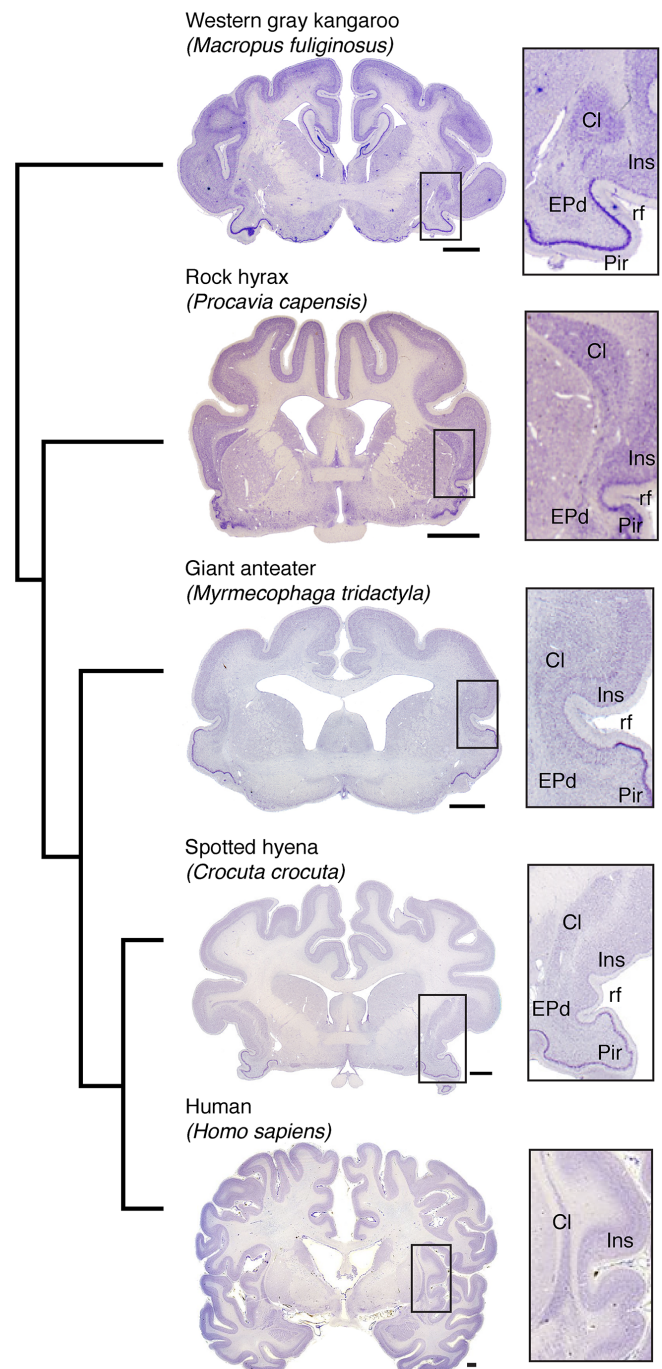 Western gray kangaroo
(Macropus fuliginosus)
Cl
Ins
EPd
rf
Pir
Rock hyrax
(Procavia capensis)
Cl
Ins
rf
EPd
Pir
Giant anteater
(Myrmecophaga tridactyla)
Cl
Ins
rf
EPd
Pir
Spotted hyena
(Crocuta crocuta)
Cl
Ins
EPd
rf
Pir
Human
(Homo sapiens)
Cl
Ins